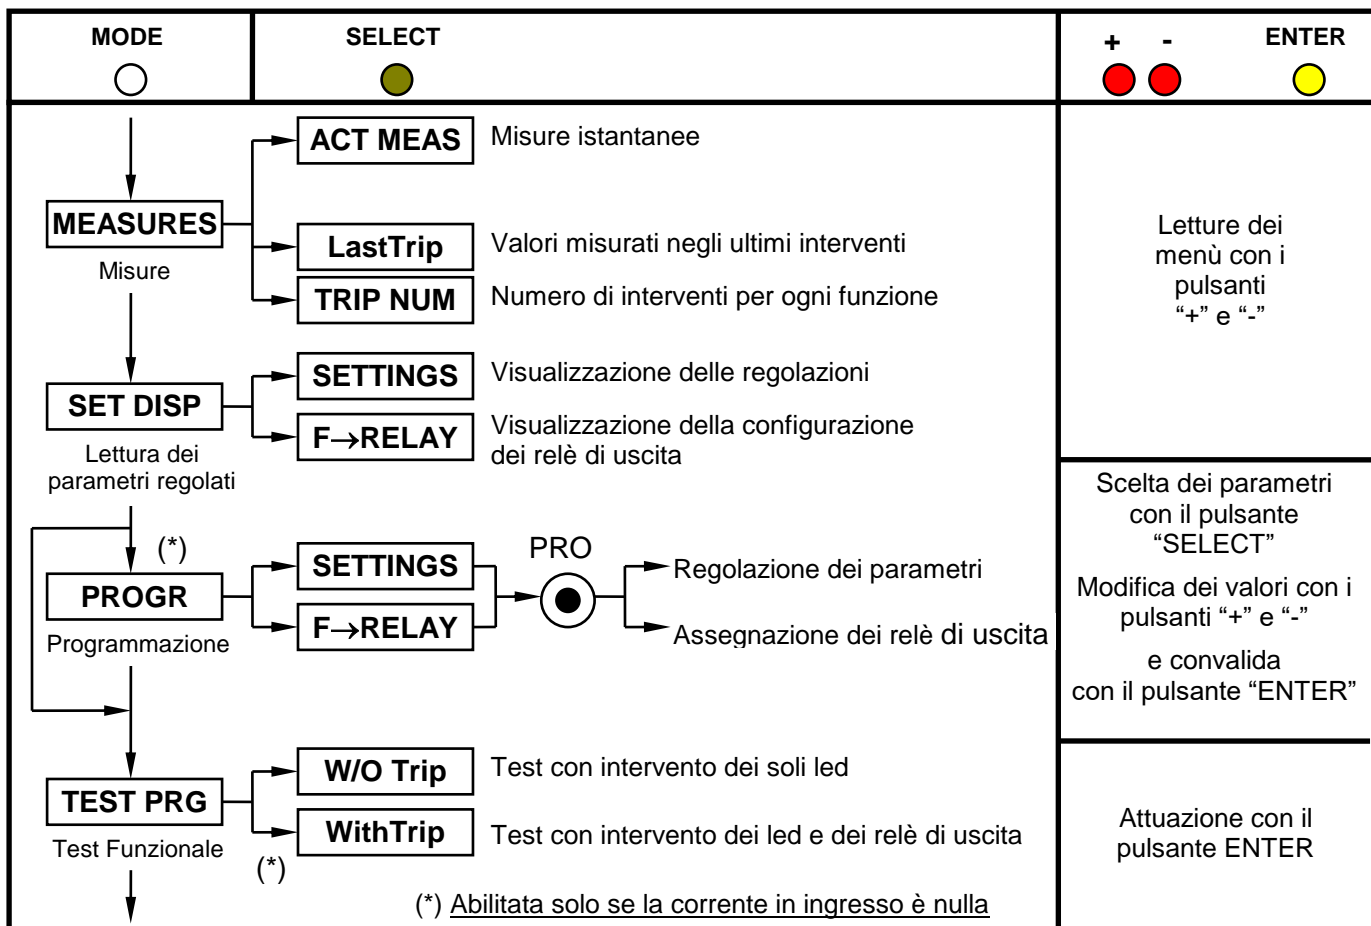 MODE
SELECT
+ -
ENTER
ACT MEAS
Misure istantanee
MEASURES
Misure
LastTrip
Valori misurati negli ultimi interventi
TRIP NUM
Numero di interventi per ogni funzione
Letture dei
menù con i
pulsanti
“+” e “-”
SET DISP
Lettura dei
parametri regolati
SETTINGS
Visualizzazione delle regolazioni
F→RELAY
Visualizzazione della configurazione
dei relè di uscita
(*)
PROGR
Programmazione
SETTINGS
F→RELAY
PRO
Regolazione dei parametri
Assegnazione dei relè di uscita
Scelta dei parametri
con il pulsante
“SELECT”
Modifica dei valori con i
pulsanti “+” e “-”
e convalida
con il pulsante “ENTER”
TEST PRG
Test Funzionale
W/O Trip
Test con intervento dei soli led
WithTrip
Test con intervento dei led e dei relè di uscita
(*)
(*) Abilitata solo se la corrente in ingresso è nulla
Attuazione con il
pulsante ENTER